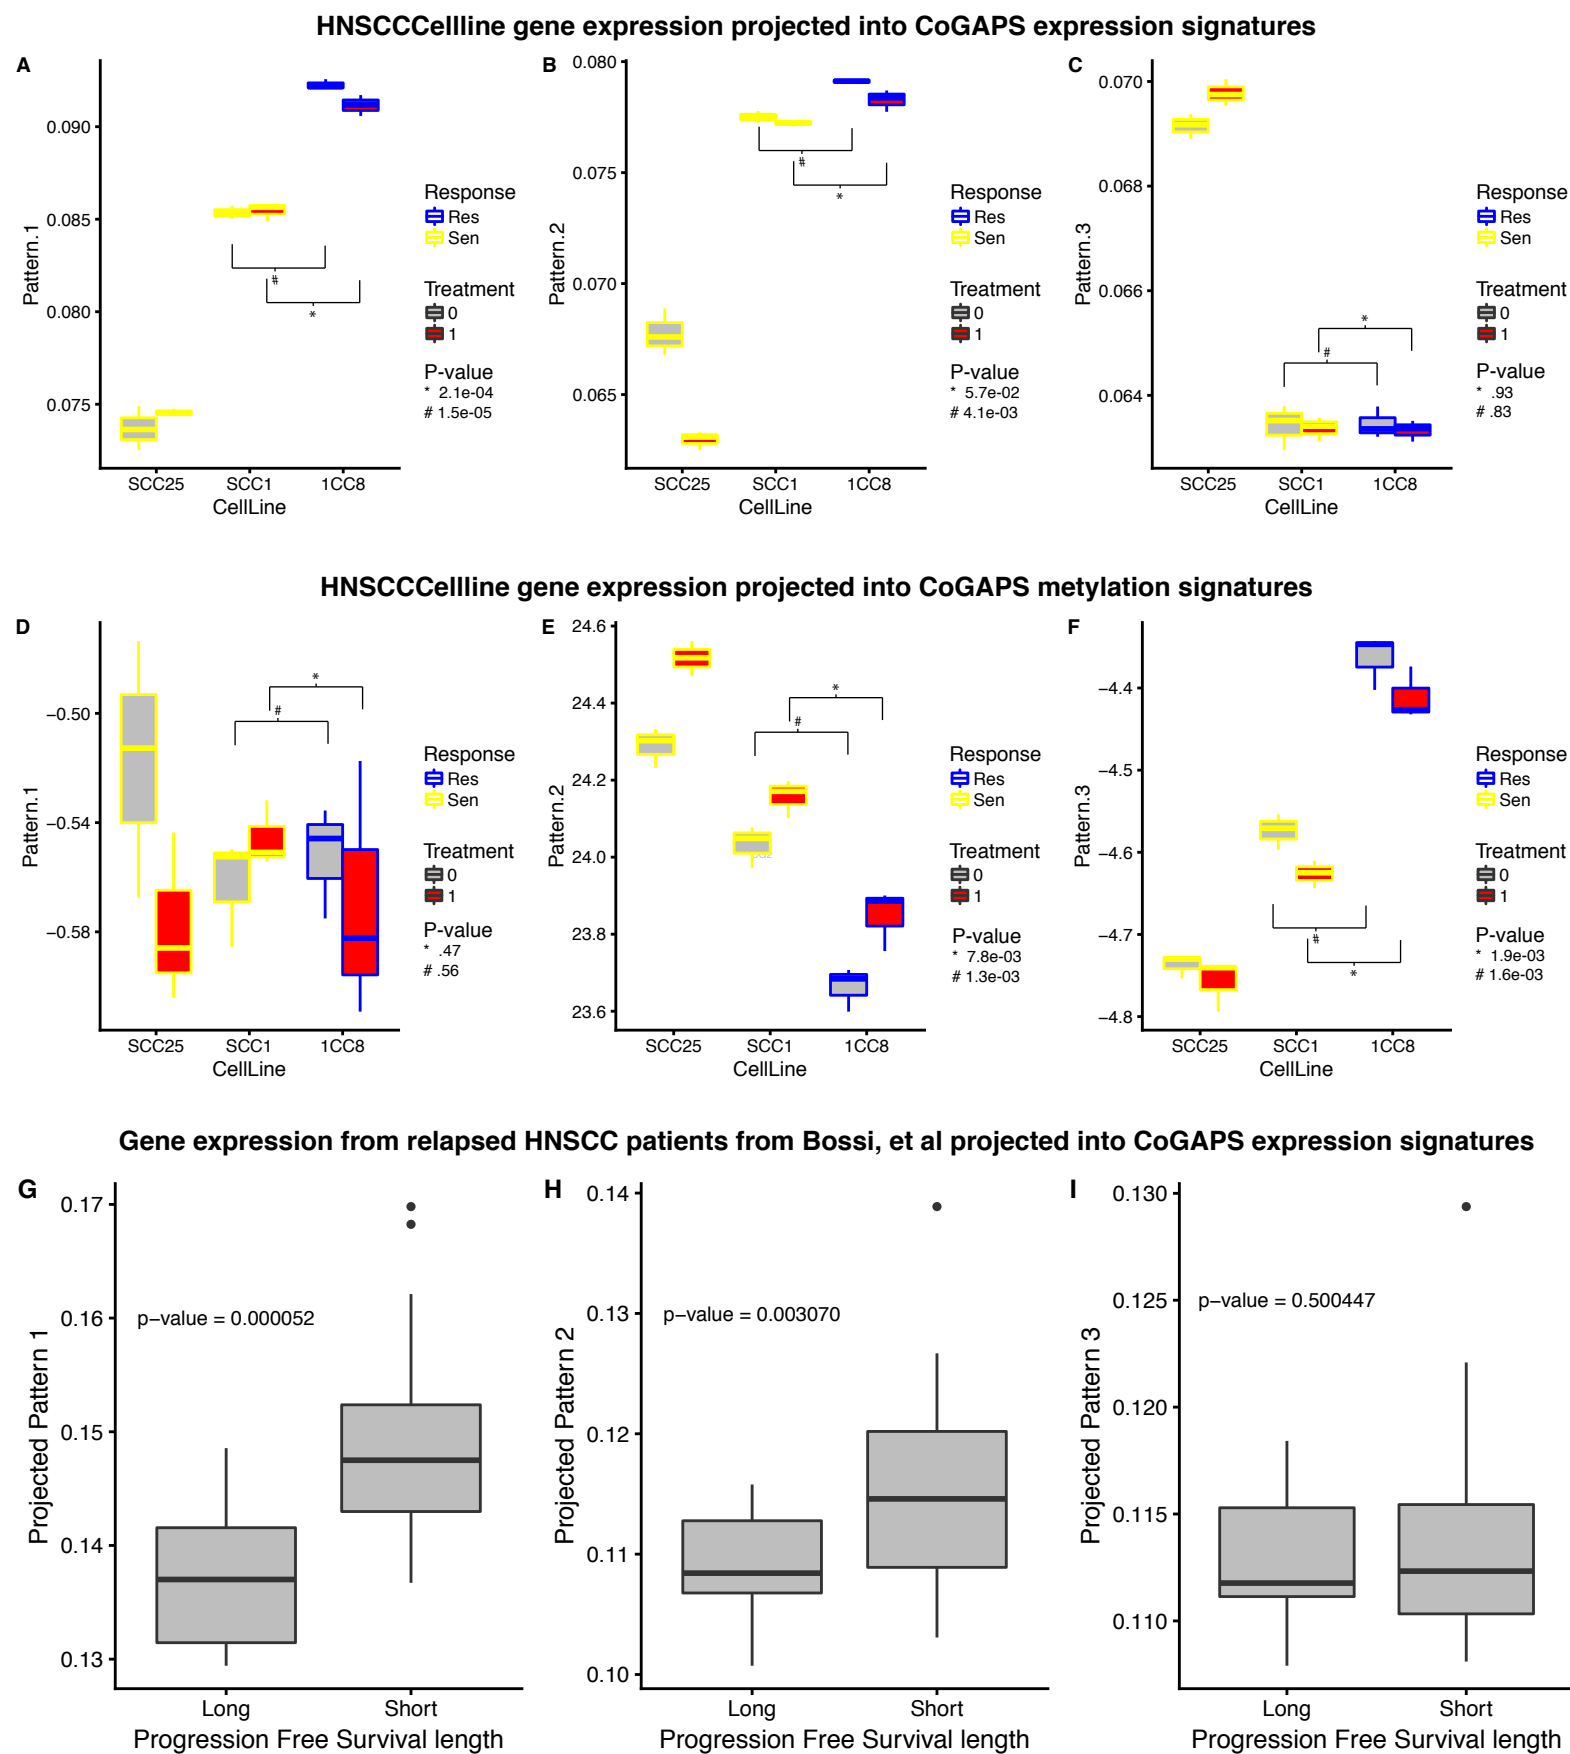 HNSCCCellline gene expression projected into CoGAPS expression signatures
A
0.090
0.085
0.080
0.075
Pattern.1
SCC25 SCC1 1CC8
CellLine
#
*
Response
Res
Sen
Treatment
0
1
P-value
* 2.1e-04
# 1.5e-05
B
0.080
0.075
0.070
0.065
Pattern.2
SCC25 SCC1 1CC8
CellLine
#
*
Response
Res
Sen
Treatment
0
1
P-value
* 5.7e-02
# 4.1e-03
C
0.070
0.068
0.066
0.064
Pattern.3
SCC25 SCC1 1CC8
CellLine
*
#
Response
Res
Sen
Treatment
0
1
P-value
* .93
# .83
HNSCCCellline gene expression projected into CoGAPS metylation signatures
D
−0.50
−0.54
−0.58
Pattern.1
SCC25 SCC1 1CC8
CellLine
*
#
Response
Res
Sen
Treatment
0
1
P-value
* .47
# .56
E
24.6
24.4
24.2
24.0
23.8
23.6
Pattern.2
SCC25 SCC1 1CC8
CellLine
*
#
Response
Res
Sen
Treatment
0
1
P-value
* 7.8e-03
# 1.3e-03
F
−4.4
−4.5
−4.6
−4.7
−4.8
Pattern.3
SCC25 SCC1 1CC8
CellLine
#
*
Response
Res
Sen
Treatment
0
1
P-value
* 1.9e-03
# 1.6e-03
Gene expression from relapsed HNSCC patients from Bossi, et al projected into CoGAPS expression signatures
G
0.17
0.16
0.15
0.14
0.13
Projected Pattern 1
p−value = 0.000052
Long Short
Progression Free Survival length
H
0.14
0.13
0.12
0.11
0.10
Projected Pattern 2
p−value = 0.003070
Long Short
Progression Free Survival length
I
0.130
0.125
0.120
0.115
0.110
Projected Pattern 3
p−value = 0.500447
Long Short
Progression Free Survival length